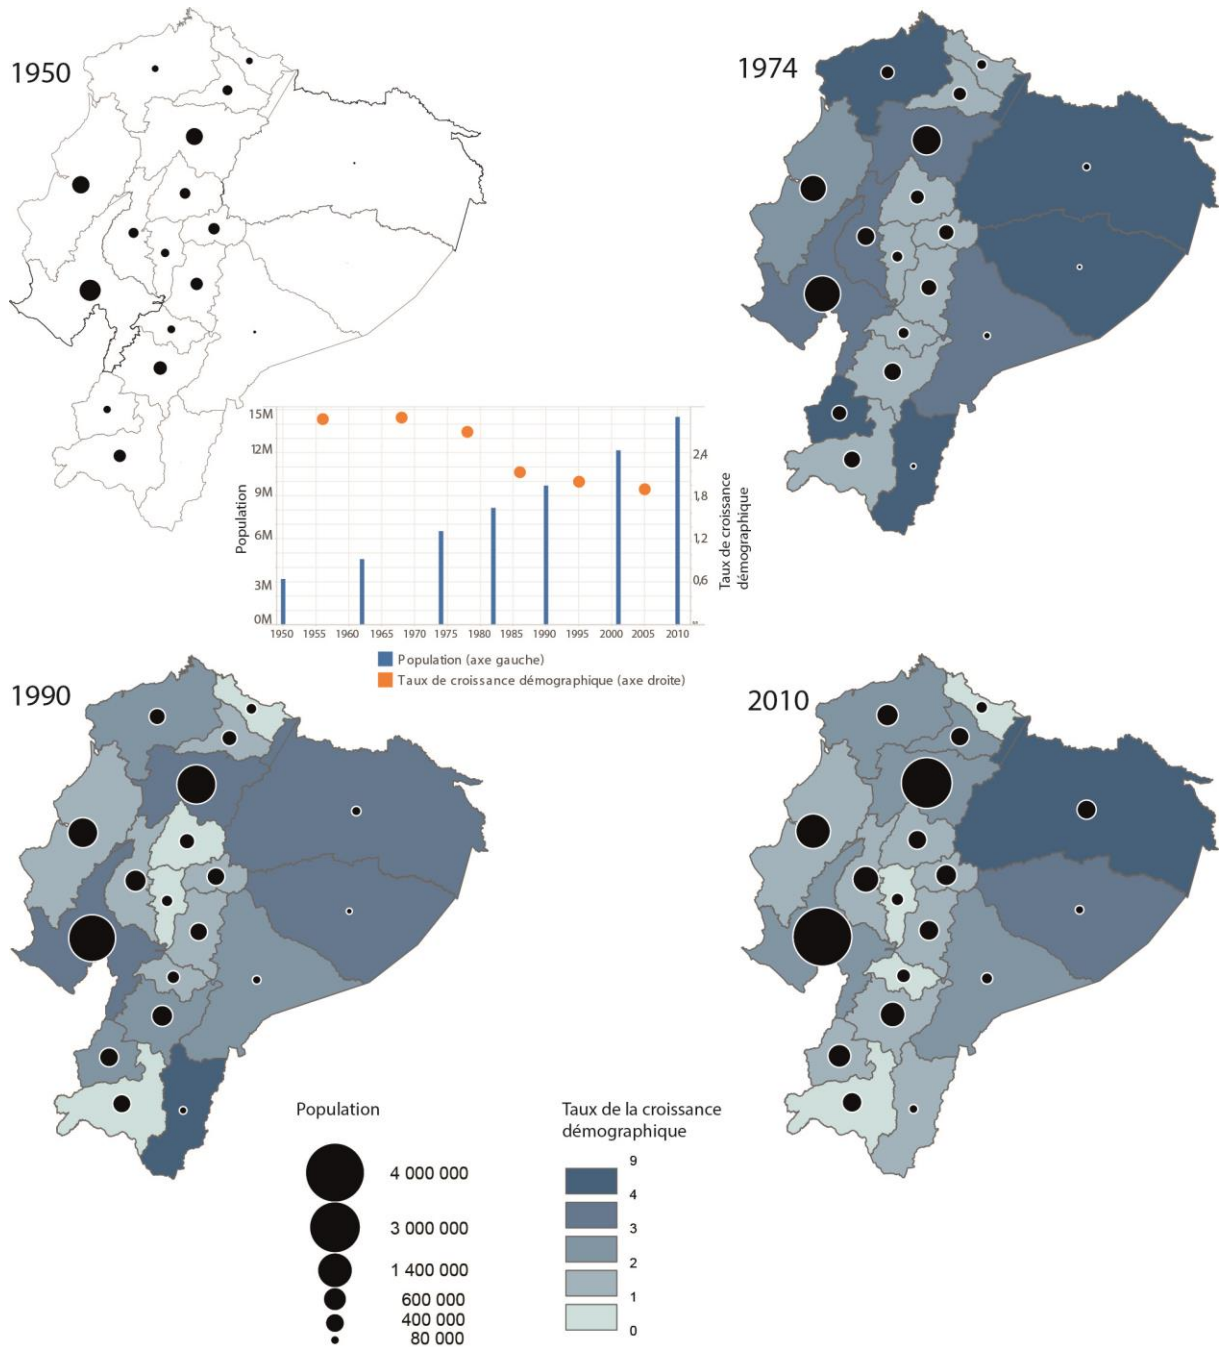 1950
1974
15M
12M
9M
6M
3M
0M
Population
2,4
1,8
1,2
0,6
Taux de croissance
démographique
1950 1955 1960 1965 1970 1975 1980 1985 1990 1995 2000 2005 2010
Population (axe gauche)
Taux de croissance démographique (axe droite)
1990
2010
Population
4 000 000
3 000 000
1 400 000
600 000
400 000
80 000
Taux de la croissance
démographique
9
4
3
2
1
0